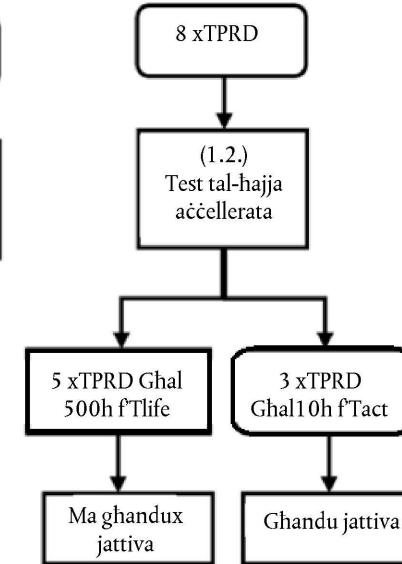 8 xTPRD
(1.2.)
Test tal-ħajja
aċċellerata
5 xTPRD Għal
500h f'Tlife
3 xTPRD
Għal10h f'Tact
Ma għandux
jattiva
Għandu jattiva